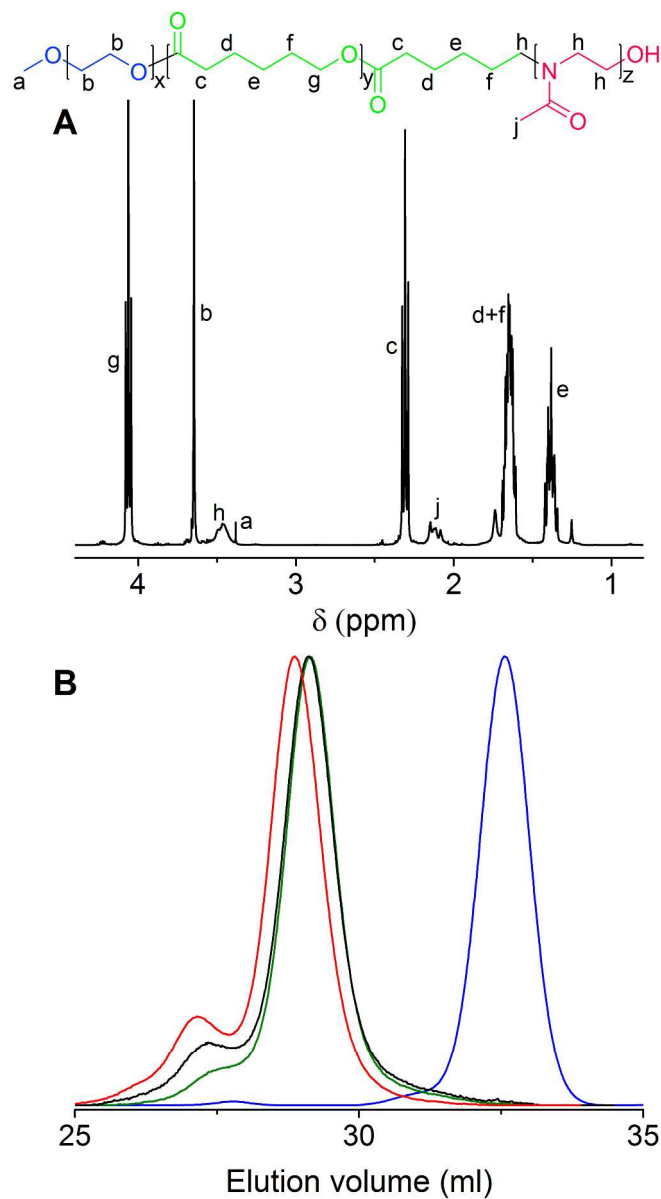 O b d f O c e h h OH
O O x O y N z
a b c e g O d f h
j O
A
g b h a c j d+f e
4 3 2 1
δ (ppm)
B
25 30 35
Elution volume (ml)